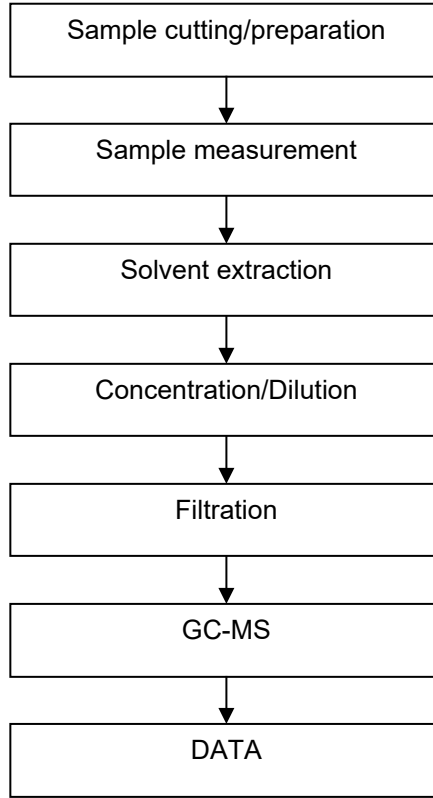 Sample cutting/preparation
Sample measurement
Solvent extraction
Concentration/Dilution
Filtration
GC-MS
DATA